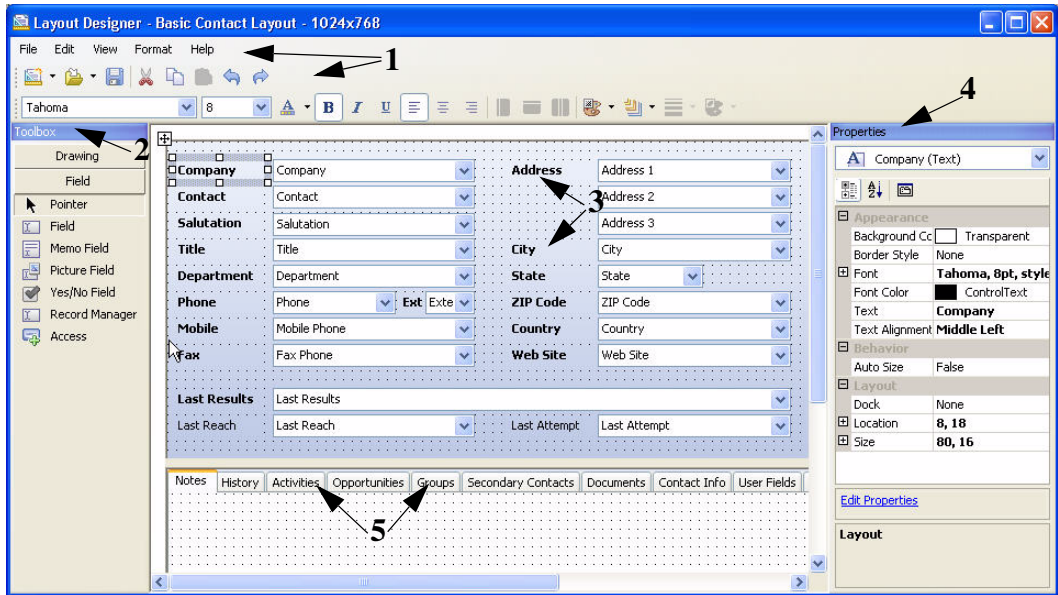 Layout Designer - Basic Contact Layout - 1024x768
File Edit View Format Help
1
Tahoma 8 A B I U
4
Toolbox
2
Drawing
Field
Pointer
Field
Memo Field
Picture Field
Yes/No Field
Record Manager
Access
Company Company Address Address 1
Contact Contact Address 2
3
Salutation Salutation Address 3
Title Title City City
Department Department State State
Phone Phone Ext Exte ZIP Code ZIP Code
Mobile Mobile Phone Country Country
Fax Fax Phone Web Site Web Site
Last Results Last Results
Last Reach Last Reach Last Attempt Last Attempt
Notes History Activities Opportunities Groups Secondary Contacts Documents Contact Info User Fields
5
Properties
A Company (Text)
Appearance
Background Cc Transparent
Border Style None
Font Tahoma, 8pt, style
Font Color ControlText
Text Company
Text Alignment Middle Left
Behavior
Auto Size False
Layout
Dock None
Location 8, 18
Size 80, 16
Edit Properties
Layout